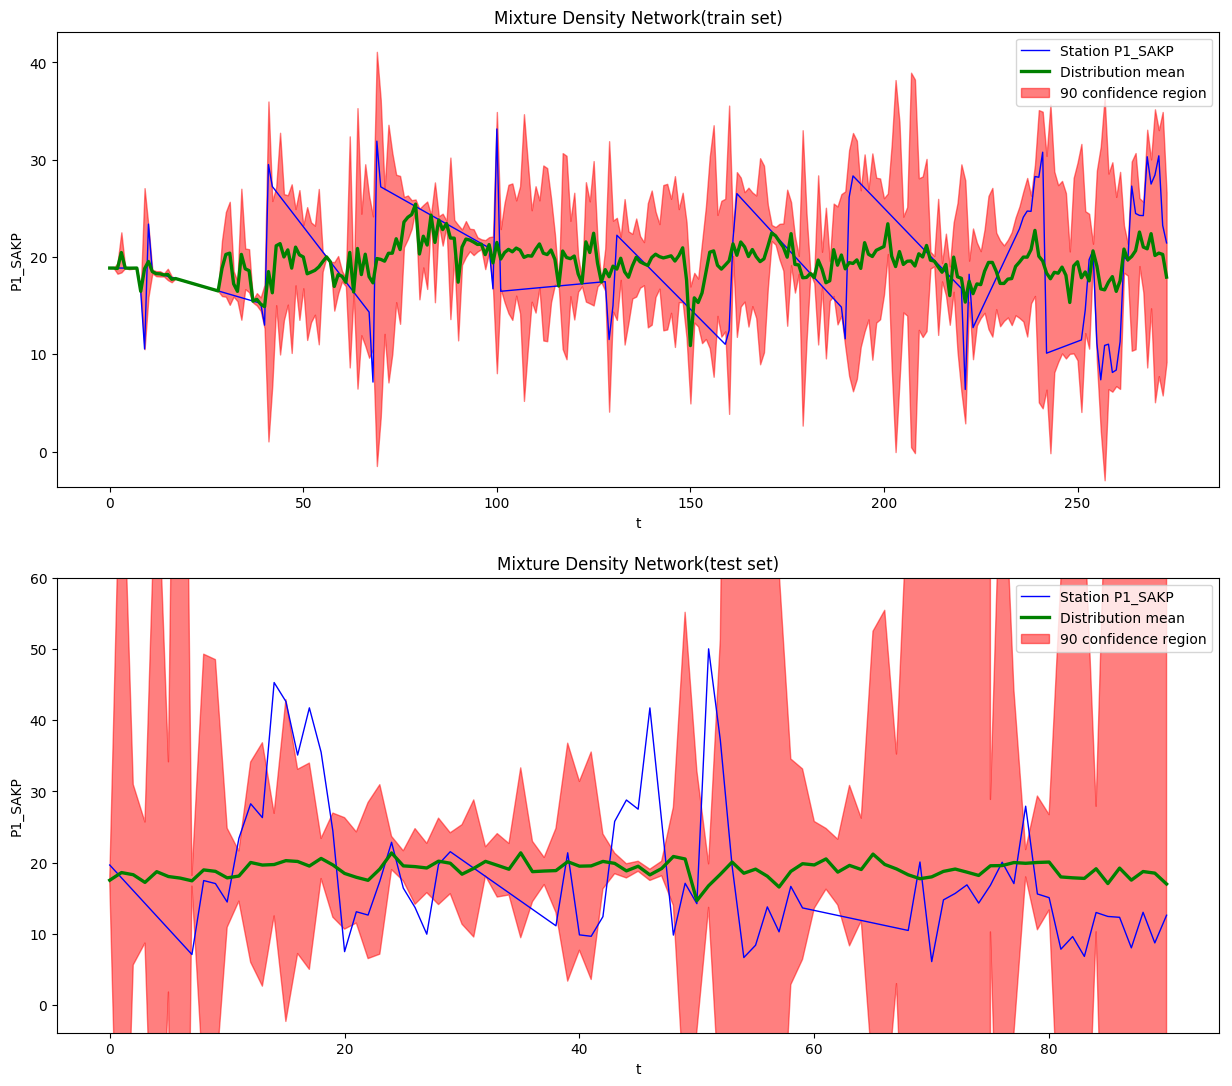 Mixture Density Network(train set)
Station P1_SAKP
Distribution mean
90 confidence region
P1_SAKP
40
30
20
10
0
0 50 100 150 200 250
t
Mixture Density Network(test set)
Station P1_SAKP
Distribution mean
90 confidence region
P1_SAKP
60
50
40
30
20
10
0
0 20 40 60 80
t